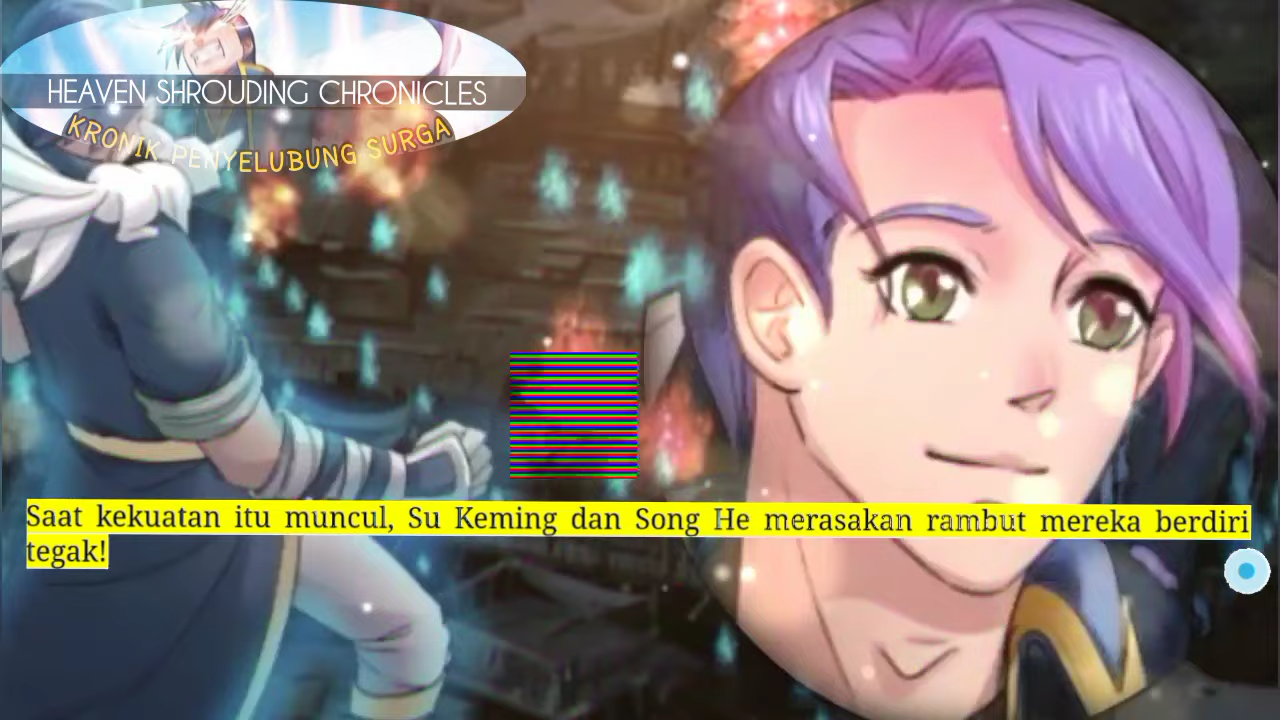 HEAVEN SHROUDING CHRONICLES
KRONIK PENYELUBUNG SURGA
Saat kekuatan itu muncul, Su Keming dan Song He merasakan rambut mereka berdiri
tegak!